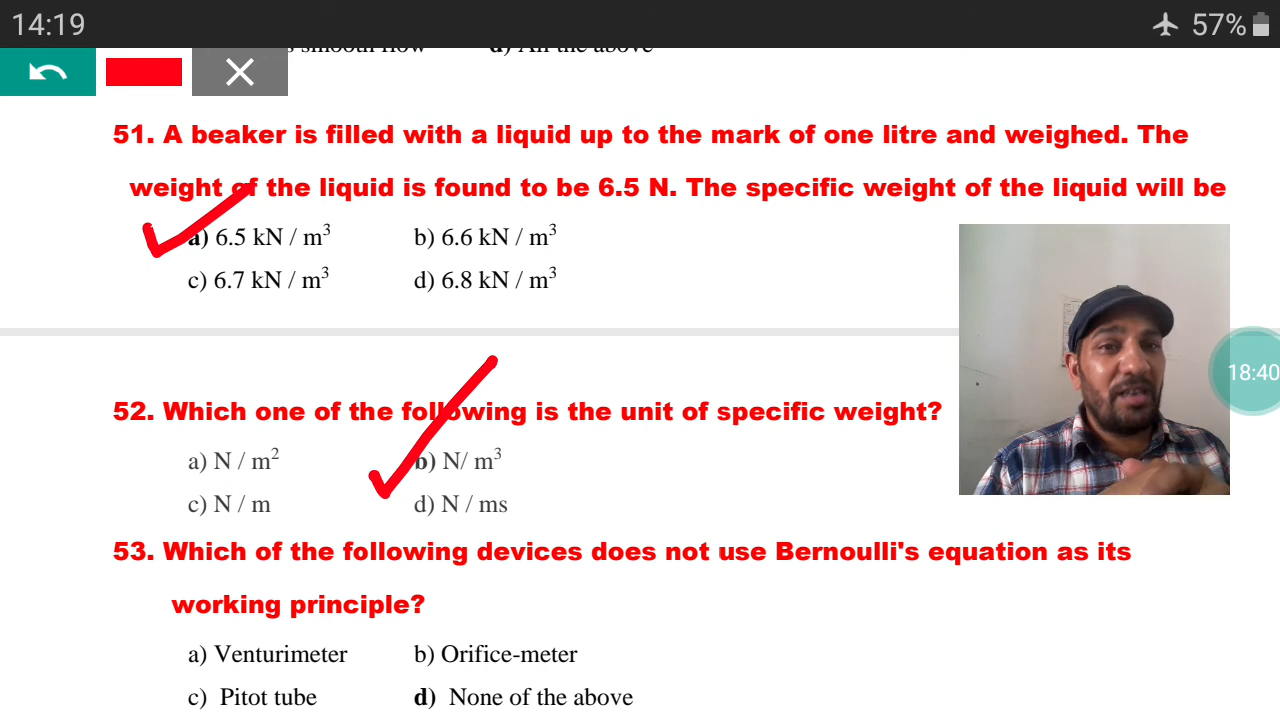 14:19
57%
d) All the above
51. A beaker is filled with a liquid up to the mark of one litre and weighed. The
weight of the liquid is found to be 6.5 N. The specific weight of the liquid will be
a) 6.5 kN / m³ b) 6.6 kN / m³
c) 6.7 kN / m³ d) 6.8 kN / m³
18:40
52. Which one of the following is the unit of specific weight?
a) N / m² b) N/ m³
c) N / m d) N / ms
53. Which of the following devices does not use Bernoulli's equation as its
working principle?
a) Venturimeter b) Orifice-meter
c) Pitot tube d) None of the above